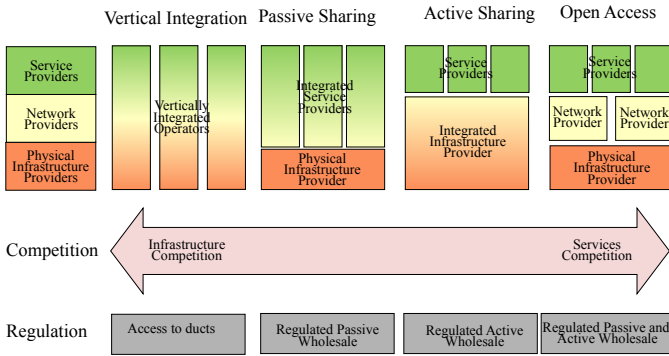 Vertical Integration
Passive Sharing
Active Sharing
Open Access
Service
Providers
Network
Providers
Physical
Infrastructure
Providers
Vertically
Integrated
Operators
Integrated
Service
Providers
Physical
Infrastructure
Provider
Service
Providers
Integrated
Infrastructure
Provider
Service
Providers
Network
Provider
Network
Provider
Physical
Infrastructure
Provider
Competition
Infrastructure
Competition
Services
Competition
Regulation
Access to ducts
Regulated Passive
Wholesale
Regulated Active
Wholesale
Regulated Passive and
Active Wholesale